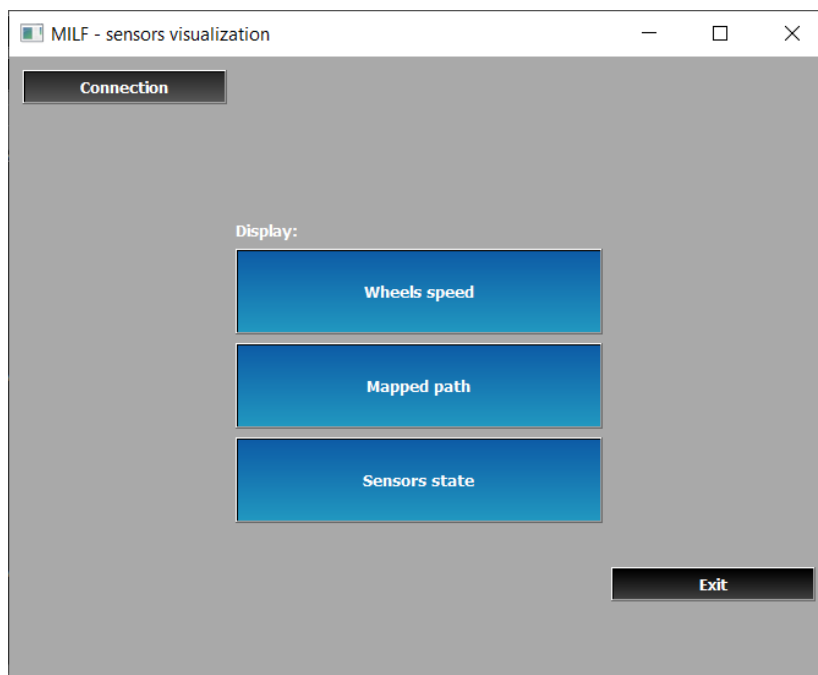 MILF - sensors visualization
Connection
Display:
Wheels speed
Mapped path
Sensors state
Exit